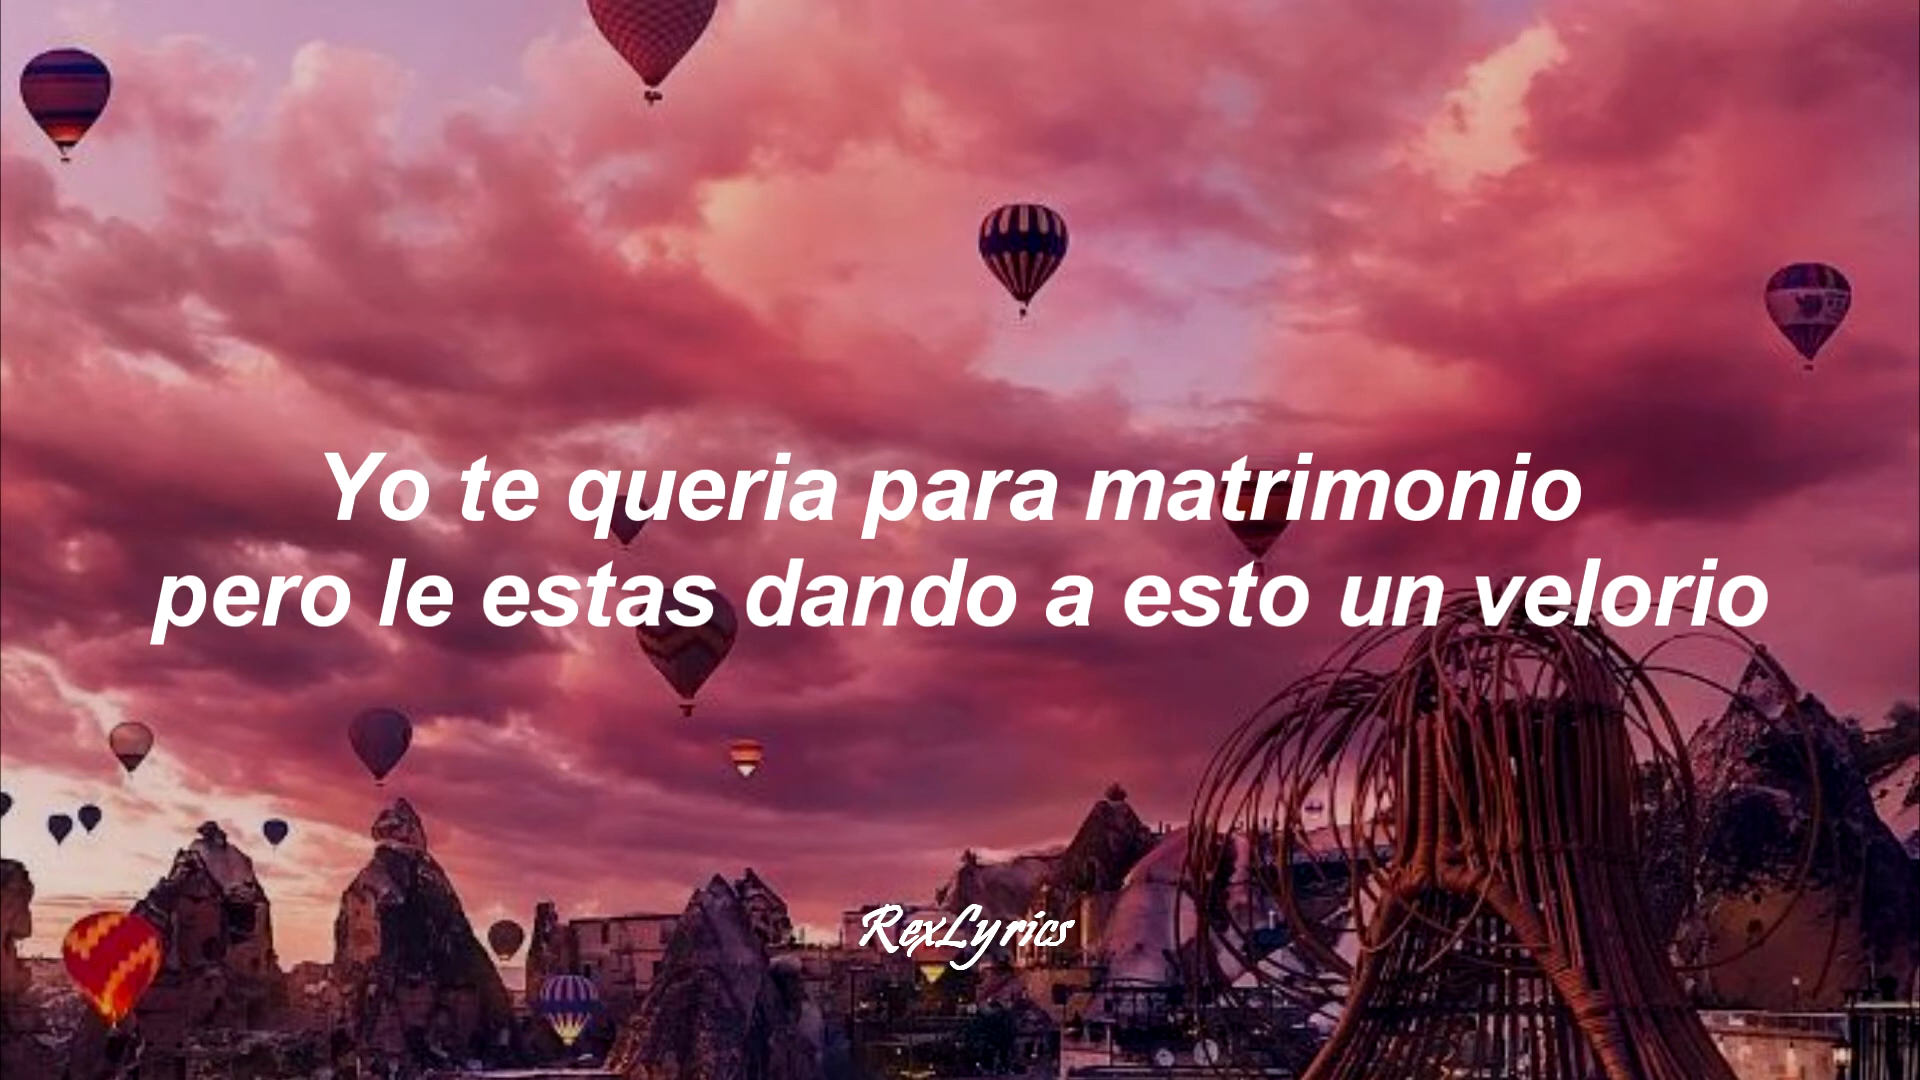 Yo te queria para matrimonio
pero le estas dando a esto un velorio
RexLyrics